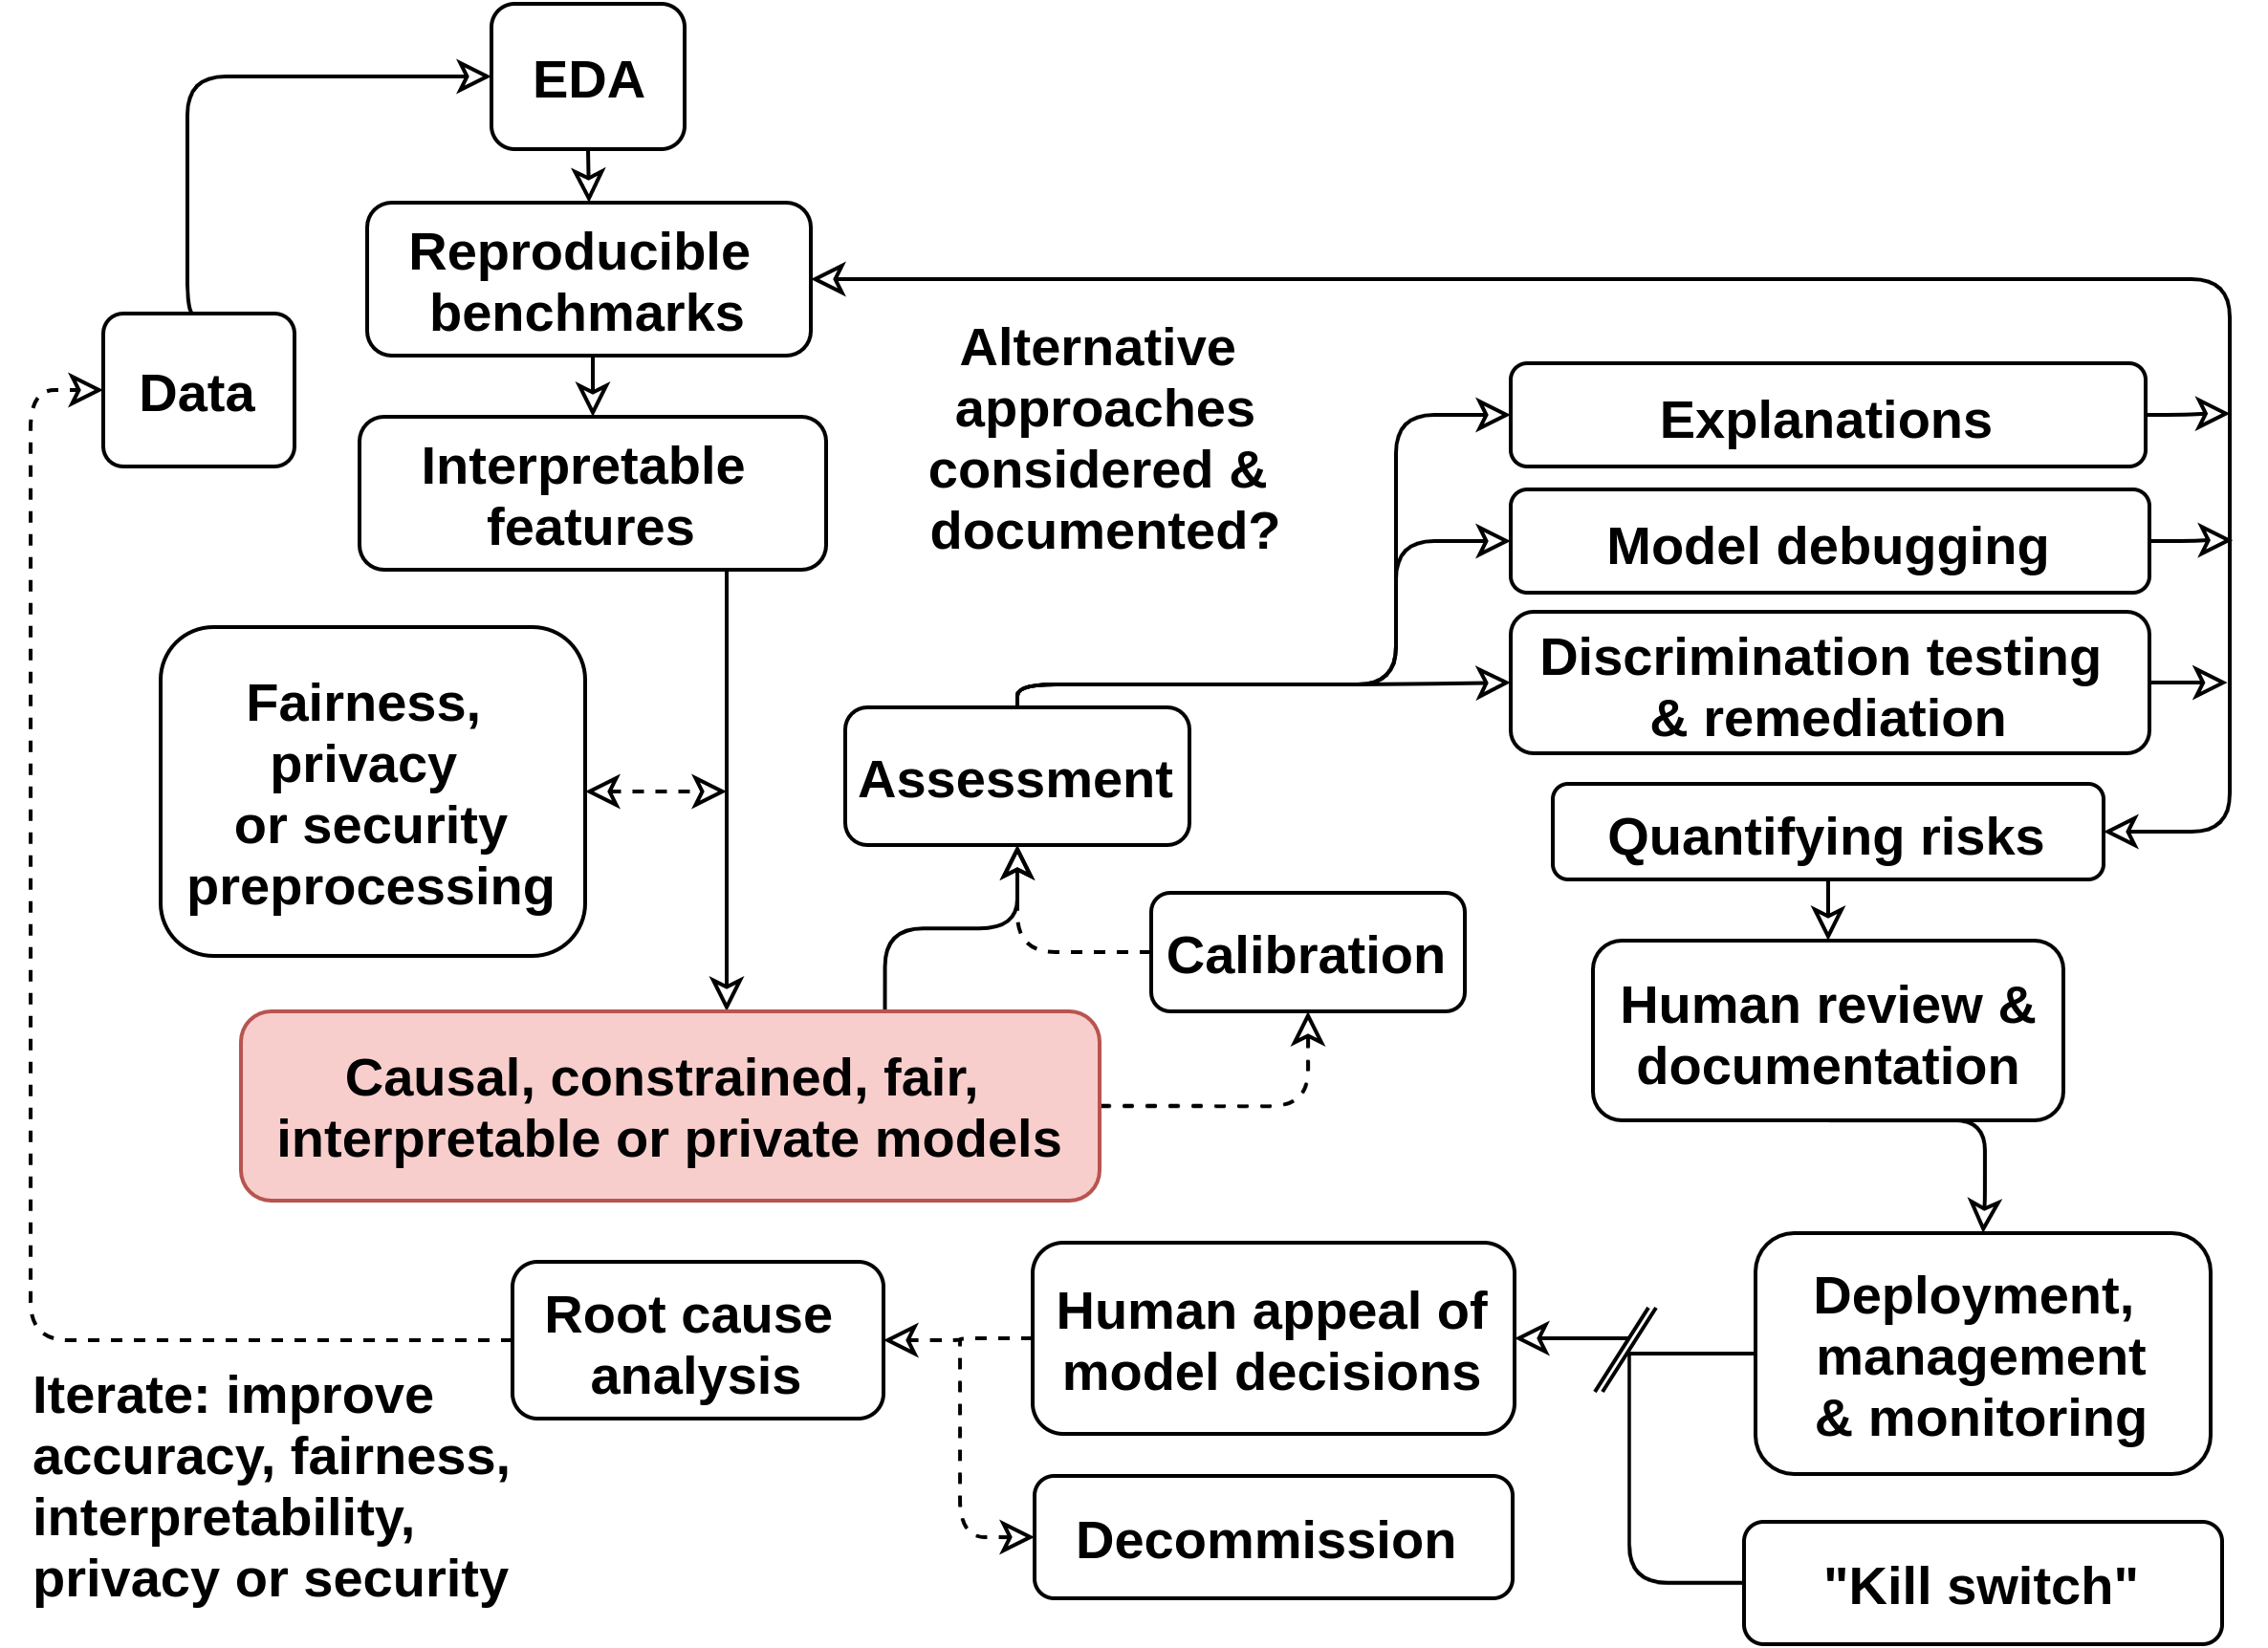 EDA
Reproducible
benchmarks
Data
Interpretable
features
Alternative
approaches
considered &
documented?
Explanations
Model debugging
Discrimination testing
& remediation
Fairness,
privacy
or security
preprocessing
Assessment
Quantifying risks
Calibration
Human review &
documentation
Causal, constrained, fair,
interpretable or private models
Root cause
analysis
Human appeal of
model decisions
Deployment,
management
& monitoring
Iterate: improve
accuracy, fairness,
interpretability,
privacy or security
Decommission
"Kill switch"